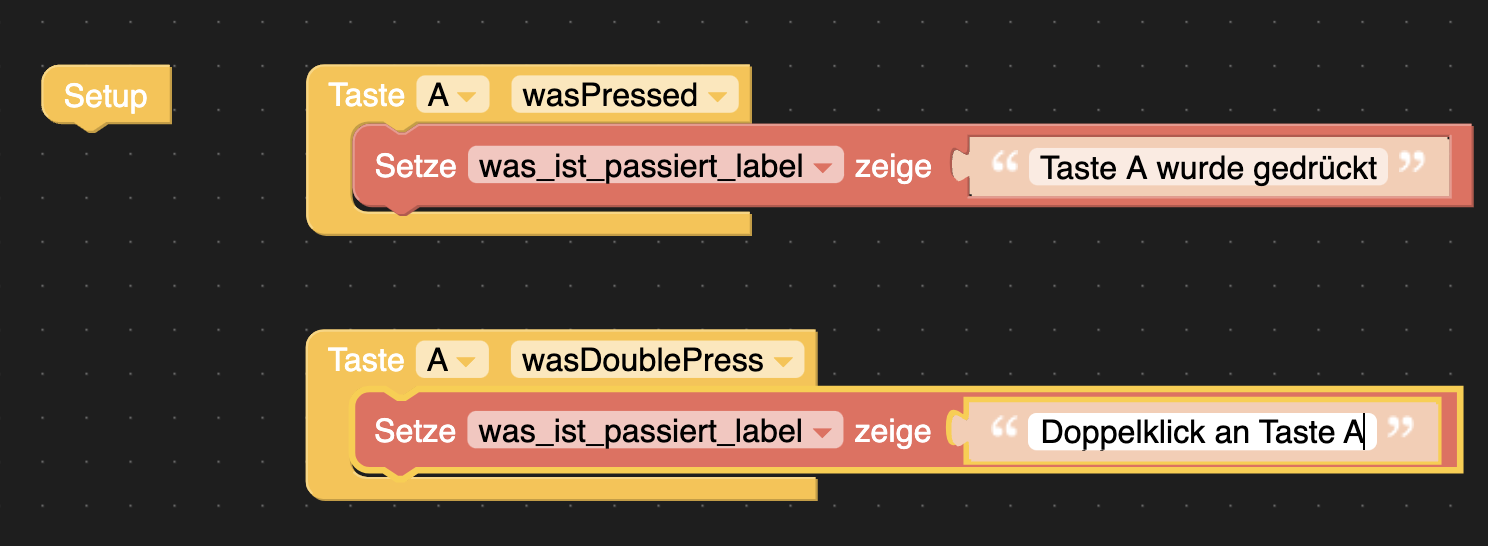 Setup
Taste A wasPressed
Setze was_ist_passiert_label zeige “ Taste A wurde gedrückt ”
Taste A wasDoublePress
Setze was_ist_passiert_label zeige “ Doppelklick an Taste A ”